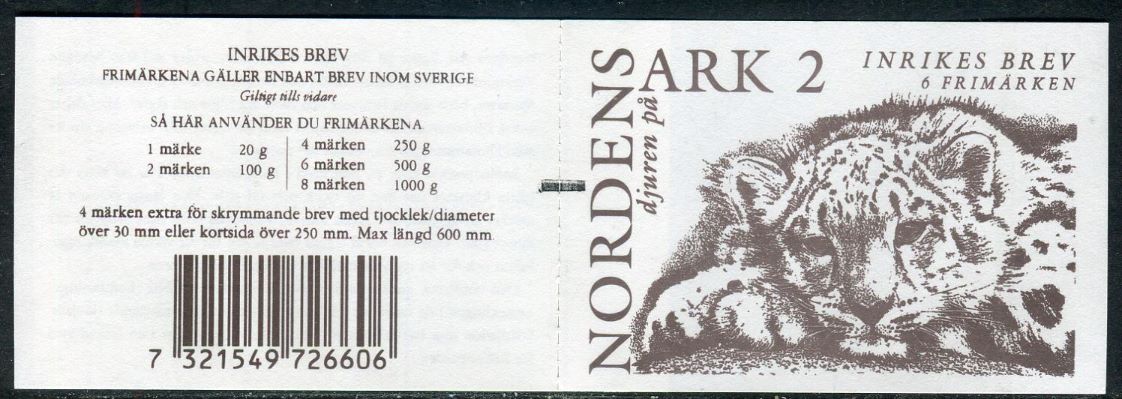 INRIKES BREV
FRIMÄRKENA GÄLLER ENBART BREV INOM SVERIGE
Giltigt tills vidare
SÅ HÄR ANVÄNDER DU FRIMÄRKENA
1 märke 20 g
2 märken 100 g
4 märken 250 g
6 märken 500 g
8 märken 1000 g
4 märken extra för skrymmande brev med tjocklek/diameter
över 30 mm eller kortsida över 250 mm. Max längd 600 mm
7 321549 726606
NORDENS
ARK 2
djuren på
INRIKES BREV
6 FRIMÄRKEN